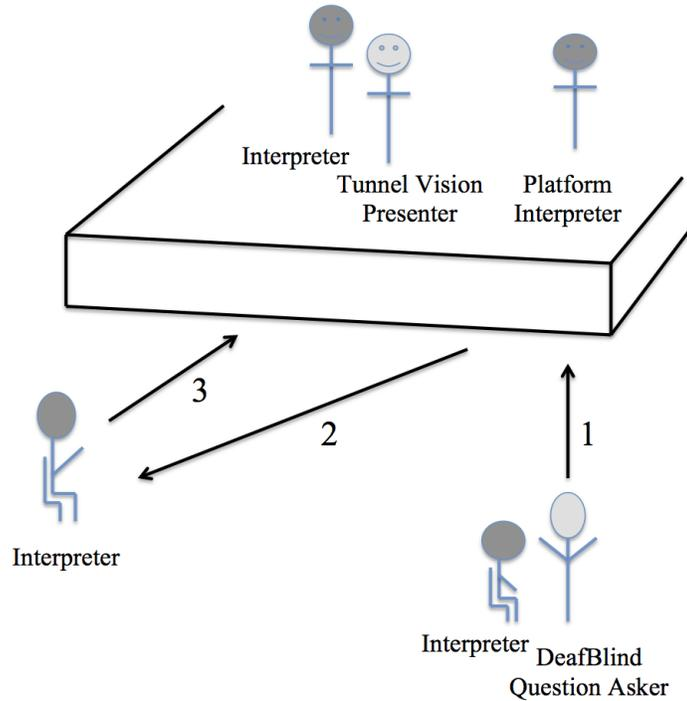 Interpreter
Tunnel Vision
Presenter
Platform
Interpreter
3
2
1
Interpreter
Interpreter
DeafBlind
Question Asker